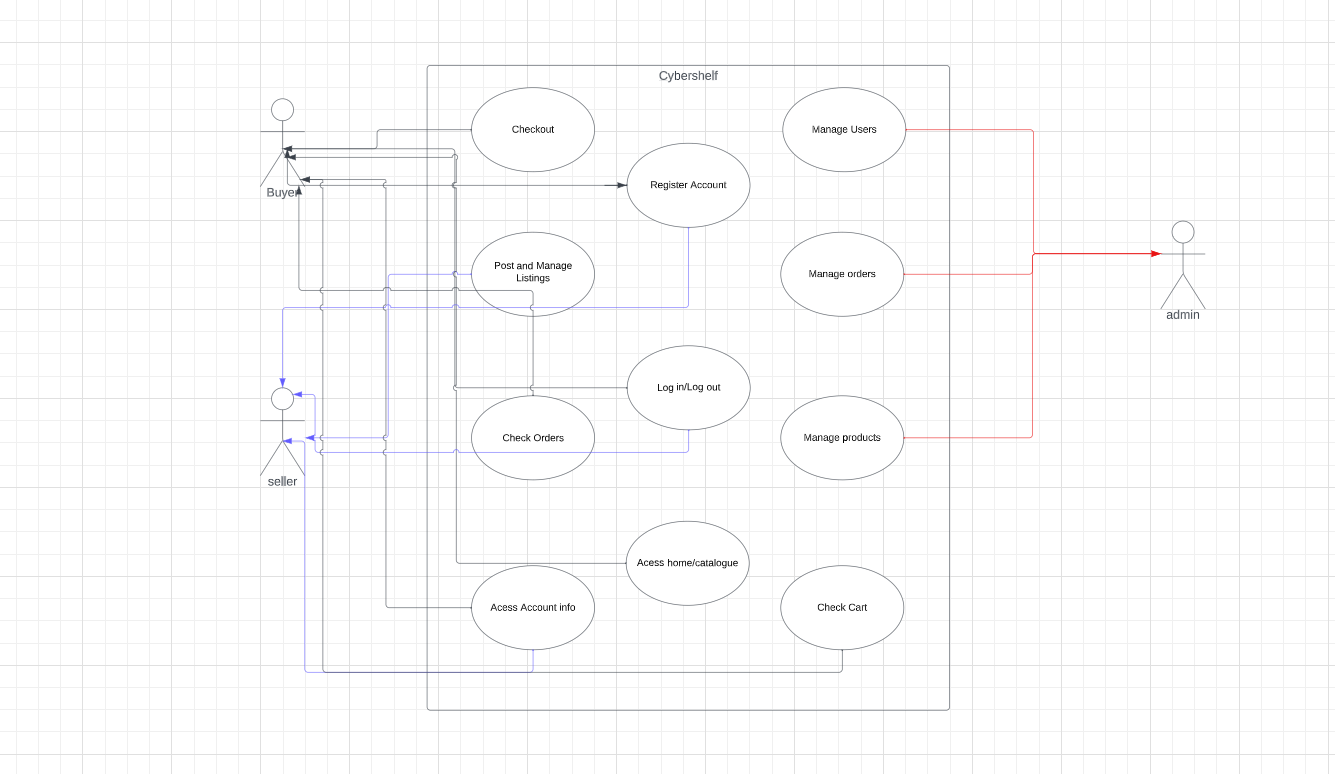 Cybershelf
Checkout
Manage Users
Register Account
Buyer
Post and Manage
Listings
Manage orders
admin
Log in/Log out
Check Orders
Manage products
seller
Acess home/catalogue
Acess Account info
Check Cart